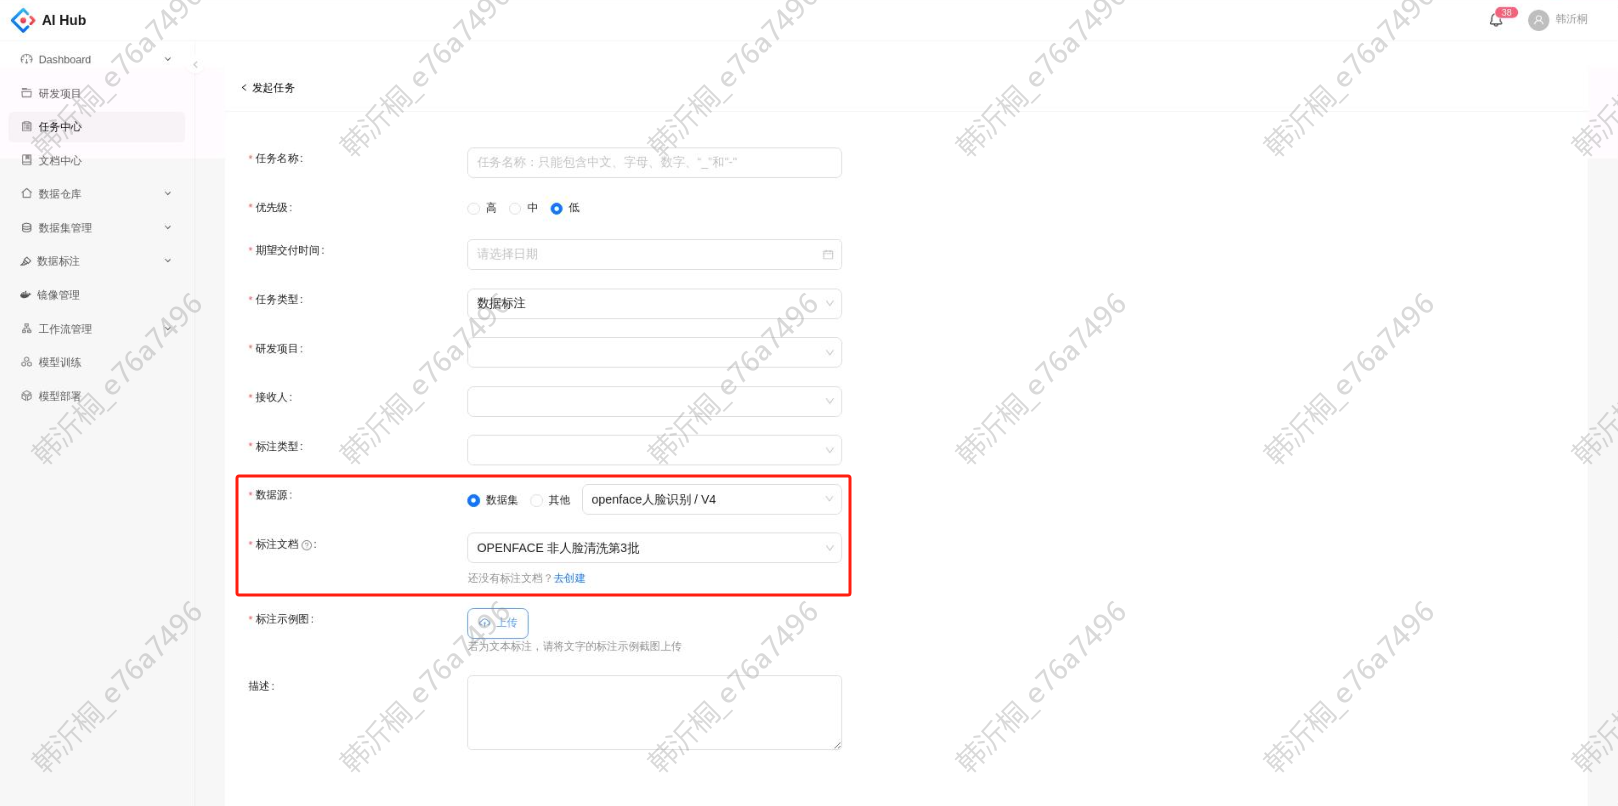 AI Hub
38
韩沂桐
Dashboard
研发项目
任务中心
文档中心
数据仓库
数据集管理
数据标注
镜像管理
工作流管理
模型训练
模型部署
发起任务
* 任务名称:
任务名称：只能包含中文、字母、数字、"_"和"-"
* 优先级:
高 中 低
* 期望交付时间:
请选择日期
* 任务类型:
数据标注
* 研发项目:
* 接收人:
* 标注类型:
* 数据源:
数据集 其他 openface人脸识别 / V4
* 标注文档 ? :
OPENFACE 非人脸清洗第3批
还没有标注文档？去创建
* 标注示例图:
上传
若为文本标注，请将文字的标注示例截图上传
描述:
韩沂桐_e76a7496